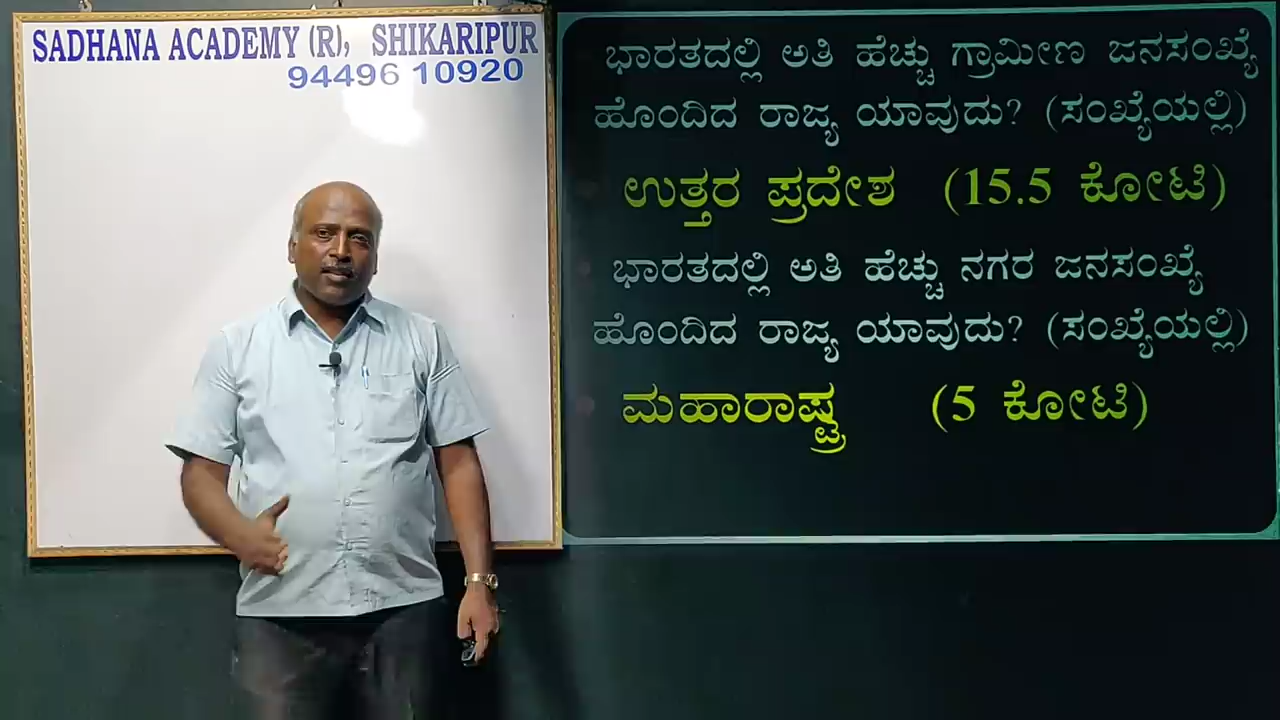 SADHANA ACADEMY (R), SHIKARIPUR
94496 10920
ಭಾರತದಲ್ಲಿ ಅತಿ ಹೆಚ್ಚು ಗ್ರಾಮೀಣ ಜನಸಂಖ್ಯೆ
ಹೊಂದಿದ ರಾಜ್ಯ ಯಾವುದು? (ಸಂಖ್ಯೆಯಲ್ಲಿ)
ಉತ್ತರ ಪ್ರದೇಶ (15.5 ಕೋಟಿ)
ಭಾರತದಲ್ಲಿ ಅತಿ ಹೆಚ್ಚು ನಗರ ಜನಸಂಖ್ಯೆ
ಹೊಂದಿದ ರಾಜ್ಯ ಯಾವುದು? (ಸಂಖ್ಯೆಯಲ್ಲಿ)
ಮಹಾರಾಷ್ಟ್ರ (5 ಕೋಟಿ)